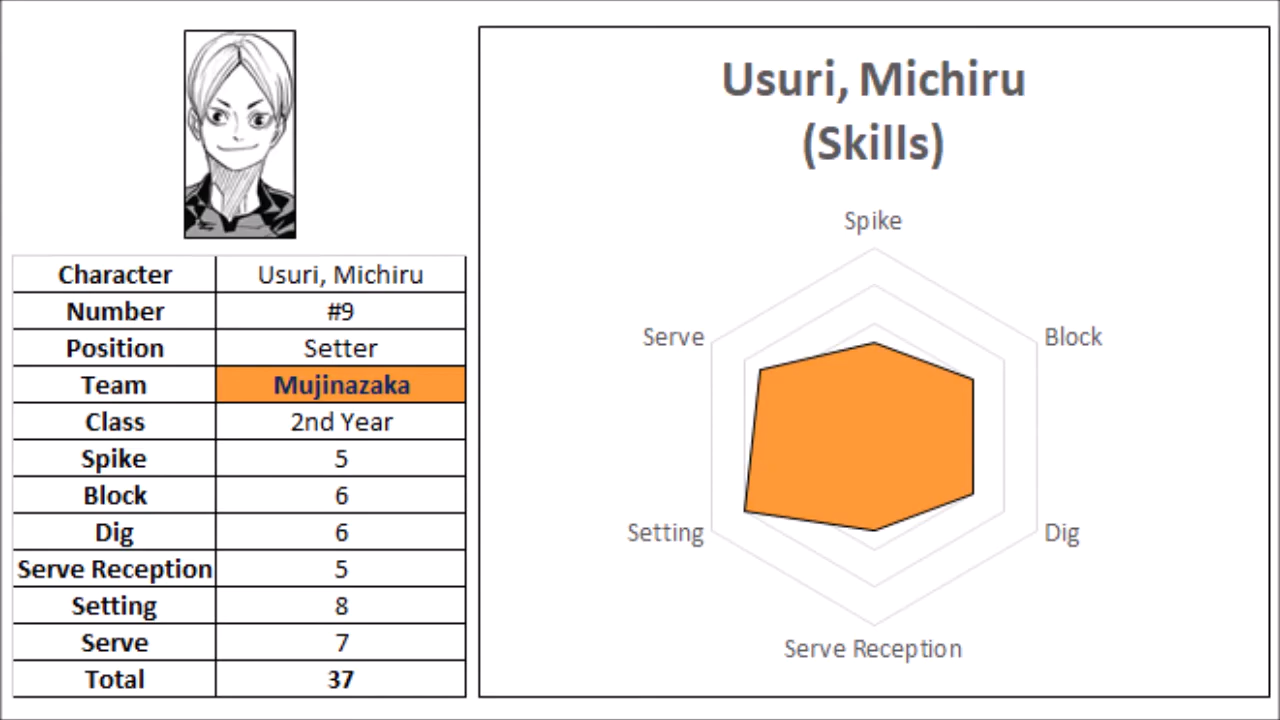 Character Usuri, Michiru
Number #9
Position Setter
Team Mujinazaka
Class 2nd Year
Spike 5
Block 6
Dig 6
Serve Reception 5
Setting 8
Serve 7
Total 37
Usuri, Michiru
(Skills)
Spike
Serve
Block
Setting
Dig
Serve Reception